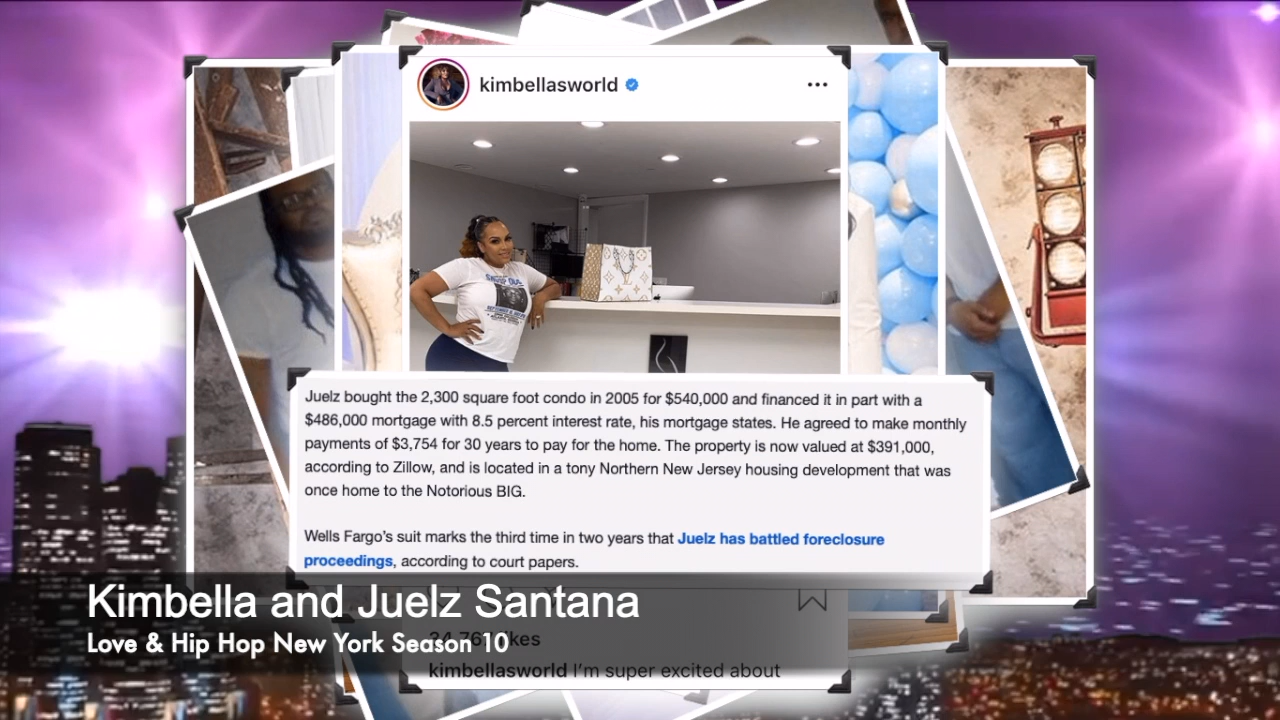 kimbellasworld
Juelz bought the 2,300 square foot condo in 2005 for $540,000 and financed it in part with a
$486,000 mortgage with 8.5 percent interest rate, his mortgage states. He agreed to make monthly
payments of $3,754 for 30 years to pay for the home. The property is now valued at $391,000,
according to Zillow, and is located in a tony Northern New Jersey housing development that was
once home to the Notorious BIG.
Wells Fargo's suit marks the third time in two years that Juelz has battled foreclosure
proceedings, according to court papers.
Kimbella and Juelz Santana
Love & Hip Hop New York Season 10
kimbellasworld I'm super excited about